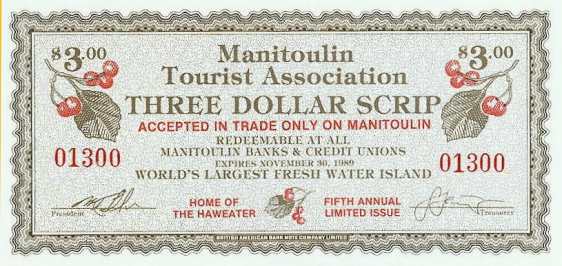 $3.00
$3.00
Manitoulin
Tourist Association
THREE DOLLAR SCRIP
ACCEPTED IN TRADE ONLY ON MANITOULIN
REDEEMABLE AT ALL
MANITOULIN BANKS & CREDIT UNIONS
EXPIRES NOVEMBER 30, 1989
WORLD'S LARGEST FRESH WATER ISLAND
01300
01300
President
HOME OF
THE HAWEATER
FIFTH ANNUAL
LIMITED ISSUE
Treasurer
BRITISH AMERICAN BANK NOTE COMPANY LIMITED